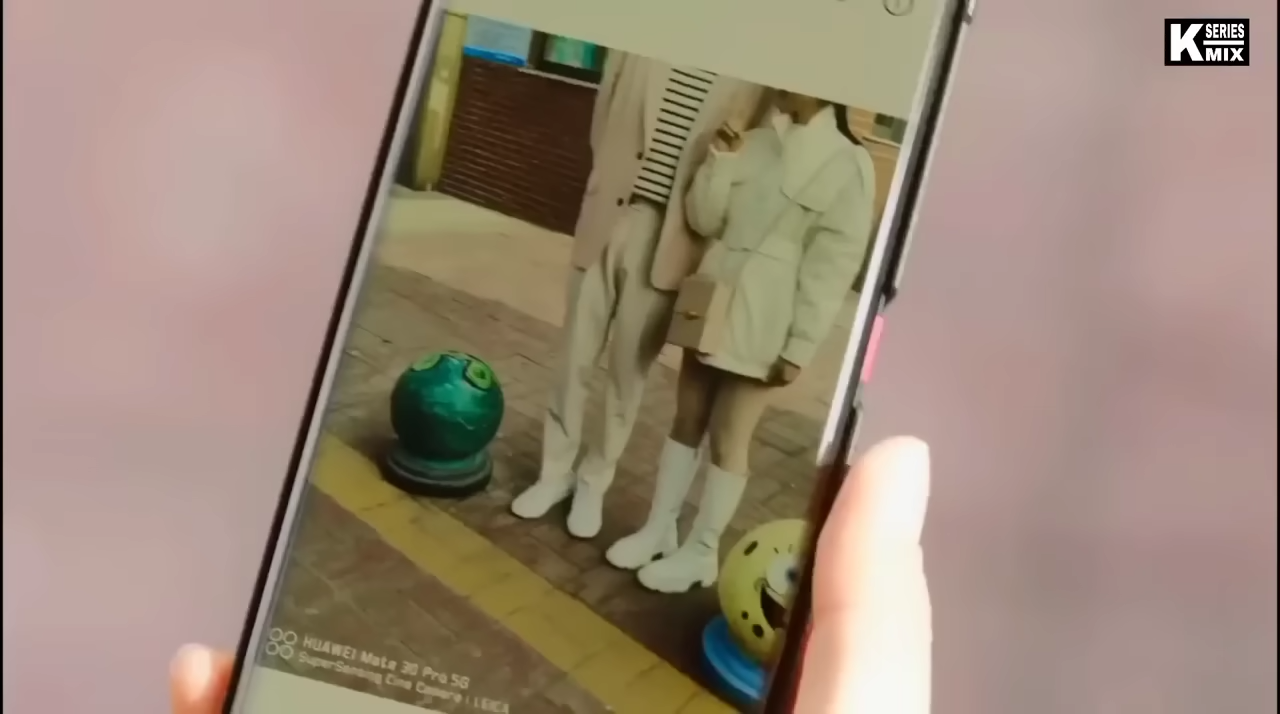 K SERIES
MIX
HUAWEI Mate 30 Pro 5G
SuperSensing Cine Camera | LEICA